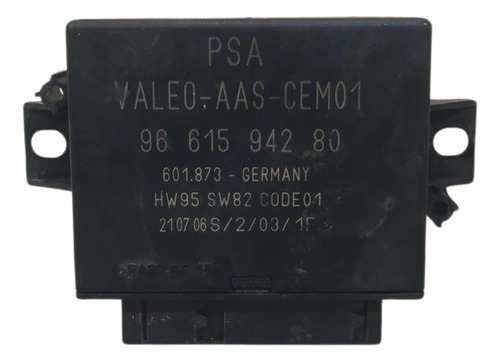 PSA
VALEO-AAS-CEM01
96 615 942 80
601.873 - GERMANY
HW95 SW82 CODE01
210706S/2/03/1F